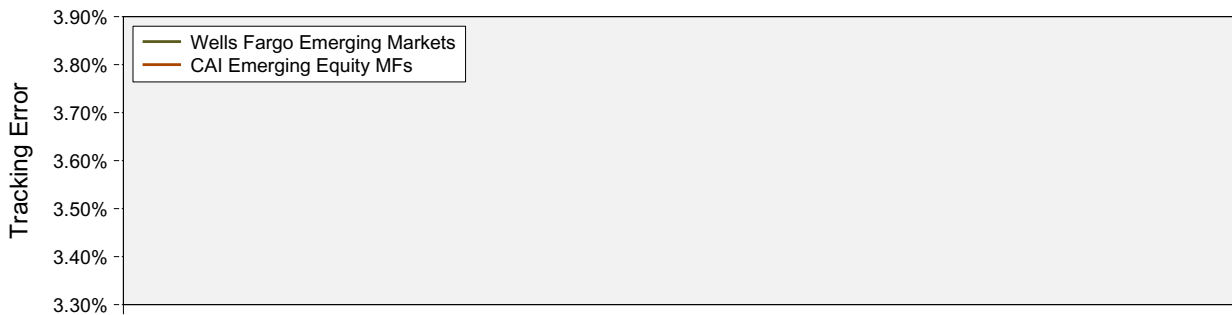 3.90%
3.80%
3.70%
3.60%
3.50%
3.40%
3.30%
Tracking Error
Wells Fargo Emerging Markets
CAI Emerging Equity MFs